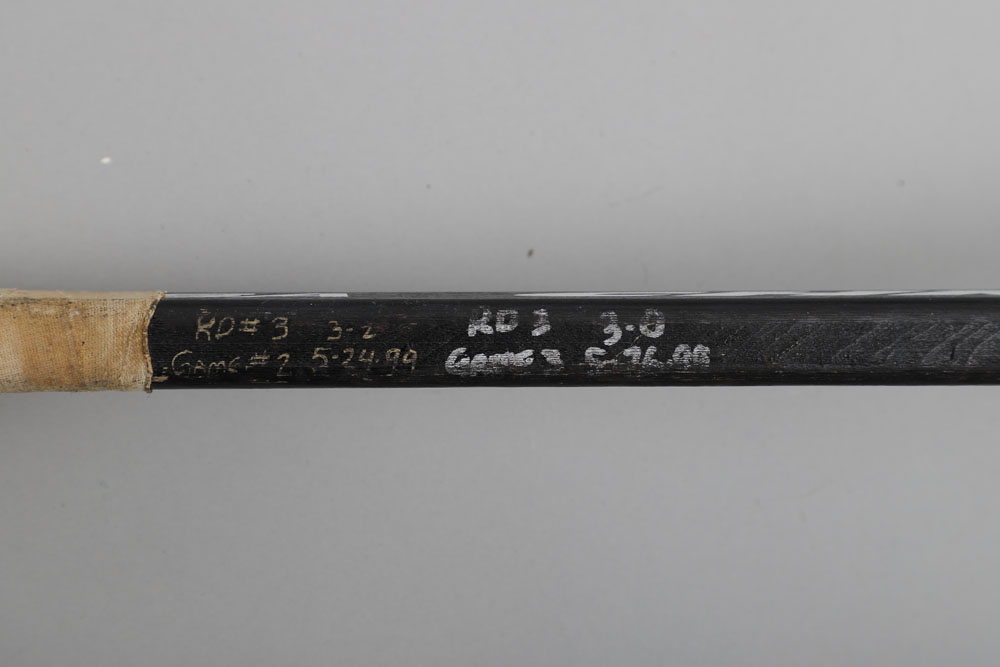 RD#3 3-2
Game #2 5-24-99
RD 3 3-0
Game 3 5-26-99